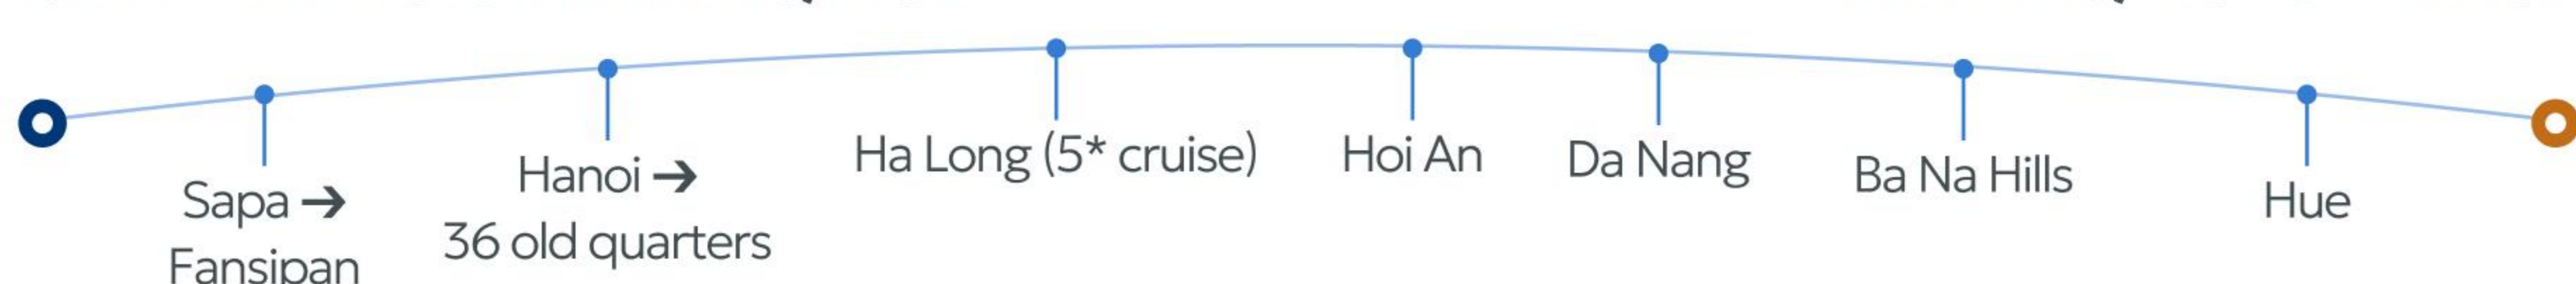 Sapa ➔
Fansipan
Hanoi ➔
36 old quarters
Ha Long (5* cruise)
Hoi An
Da Nang
Ba Na Hills
Hue